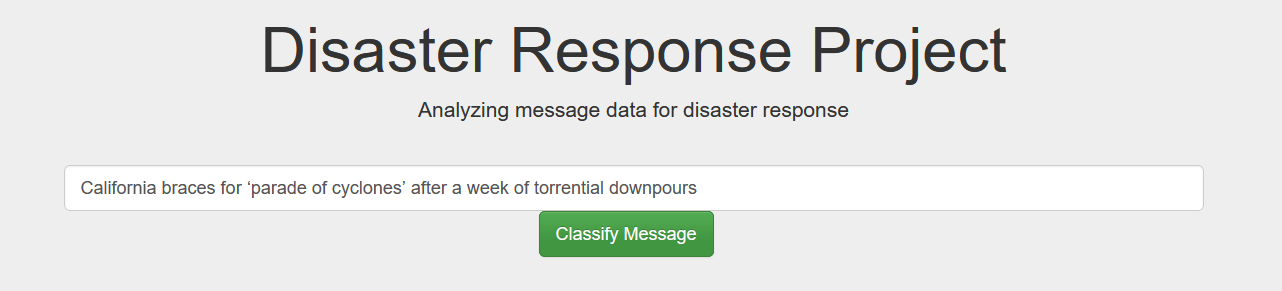 Disaster Response Project
Analyzing message data for disaster response
California braces for ‘parade of cyclones’ after a week of torrential downpours
Classify Message